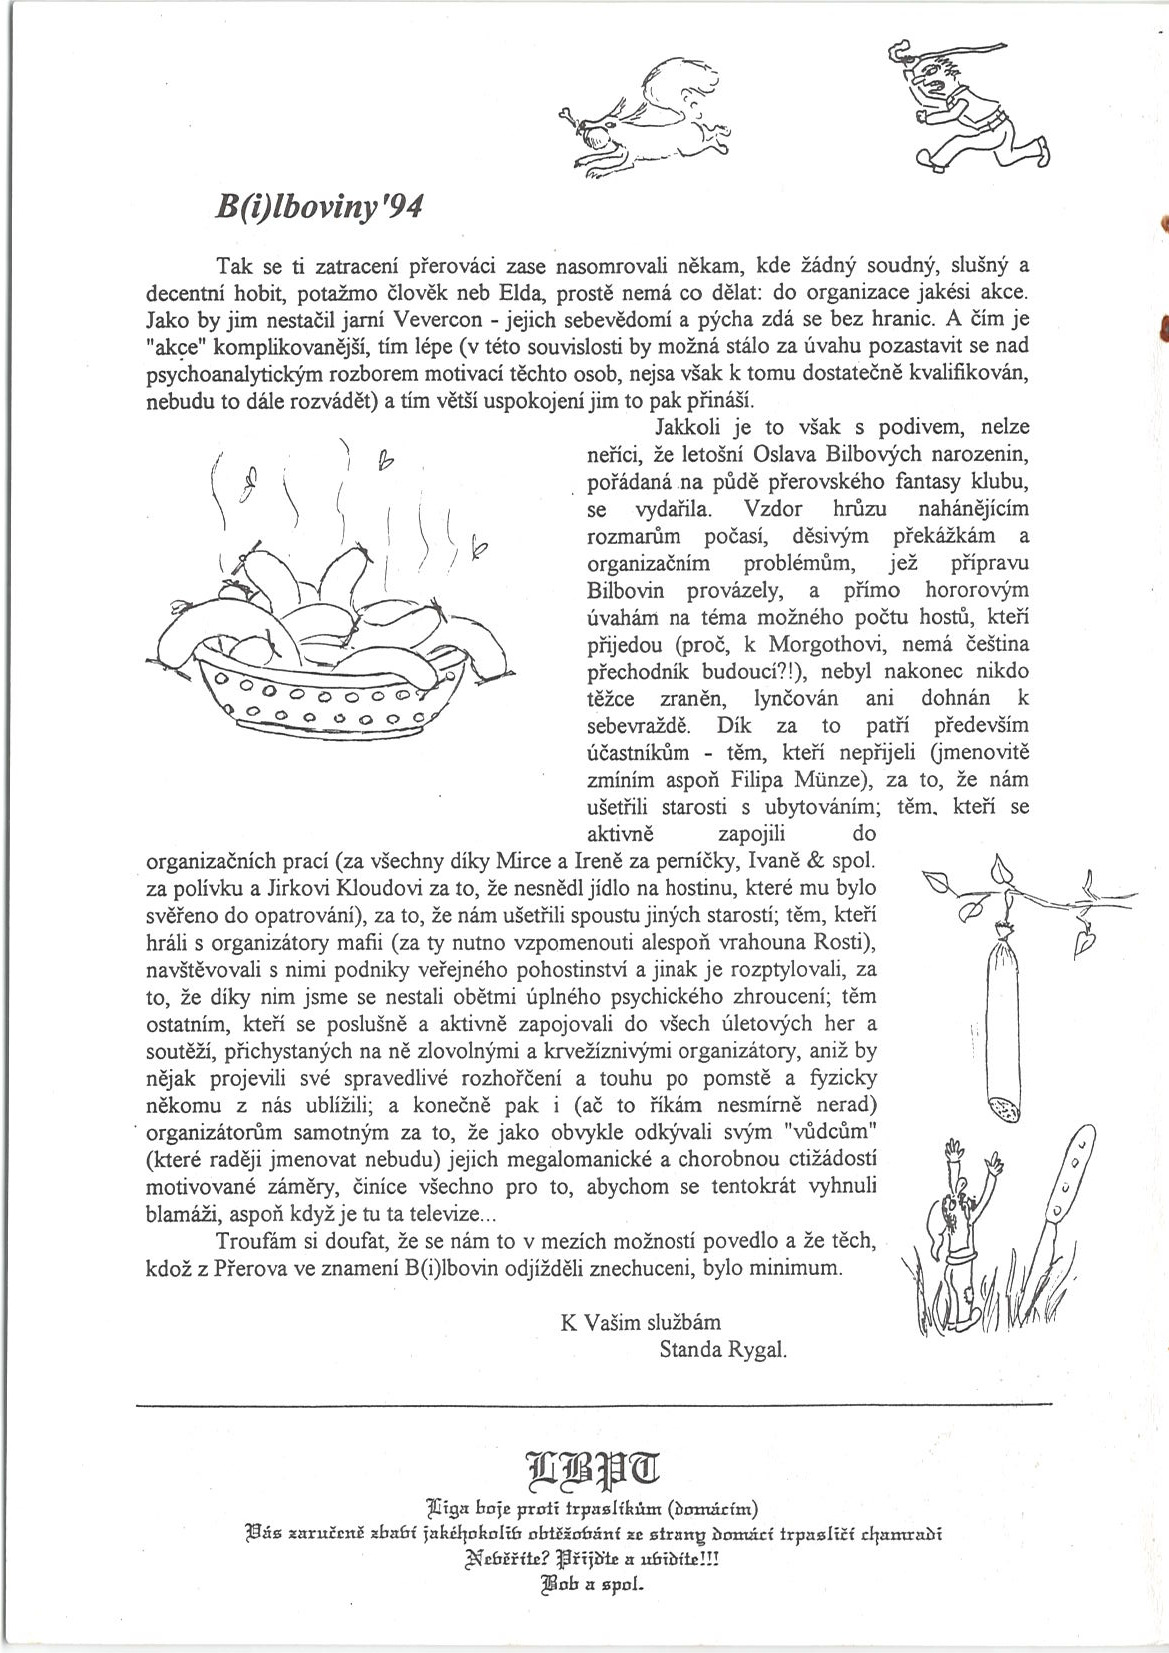 B(i)lboviny'94
Tak se ti zatracení přerováci zase nasomrovali někam, kde žádný soudný, slušný a
decentní hobit, potažmo člověk neb Elda, prostě nemá co dělat: do organizace jakési akce.
Jako by jim nestačil jarní Vevercon - jejich sebevědomí a pýcha zdá se bez hranic. A čím je
"akce" komplikovanější, tím lépe (v této souvislosti by možná stálo za úvahu pozastavit se nad
psychoanalytickým rozborem motivací těchto osob, nejsa však k tomu dostatečně kvalifikován,
nebudu to dále rozvádět) a tím větší uspokojení jim to pak přináší.
Jakkoli je to však s podivem, nelze
neříci, že letošní Oslava Bilbových narozenin,
pořádaná na půdě přerovského fantasy klubu,
se vydařila. Vzdor hrůzu nahánějícím
rozmarům počasí, děsivým překážkám a
organizačním problémům, jež přípravu
Bilbovin provázely, a přímo hororovým
úvahám na téma možného počtu hostů, kteří
přijedou (proč, k Morgothovi, nemá čeština
přechodník budoucí?!), nebyl nakonec nikdo
těžce zraněn, lynčován ani dohnán k
sebevraždě. Dík za to patří především
účastníkům - těm, kteří nepřijeli (jmenovitě
zmíním aspoň Filipa Münze), za to, že nám
ušetřili starosti s ubytováním; těm, kteří se
aktivně zapojili do
organizačních prací (za všechny díky Mirce a Ireně za perníčky, Ivaně & spol.
za polívku a Jirkovi Kloudovi za to, že nesnědl jídlo na hostinu, které mu bylo
svěřeno do opatrování), za to, že nám ušetřili spoustu jiných starostí; těm, kteří
hráli s organizátory mafii (za ty nutno vzpomenouti alespoň vrahouna Rosti),
navštěvovali s nimi podniky veřejného pohostinství a jinak je rozptylovali, za
to, že díky nim jsme se nestali obětmi úplného psychického zhroucení; těm
ostatním, kteří se poslušně a aktivně zapojovali do všech úletových her a
soutěží, přichystaných na ně zlovolnými a krvežíznivými organizátory, aniž by
nějak projevili své spravedlivé rozhořčení a touhu po pomstě a fyzicky
někomu z nás ublížili; a konečně pak i (ač to říkám nesmírně nerad)
organizátorům samotným za to, že jako obvykle odkývali svým "vůdcům"
(které raději jmenovat nebudu) jejich megalomanické a chorobnou ctižádostí
motivované záměry, činíce všechno pro to, abychom se tentokrát vyhnuli
blamáži, aspoň když je tu ta televize...
Troufám si doufat, že se nám to v mezích možností povedlo a že těch,
kdož z Přerova ve znamení B(i)lbovin odjížděli znechuceni, bylo minimum.
K Vašim službám
Standa Rygal.
LBPT
Liga boje proti trpaslíkům (domácím)
Vás zaručeně zbaví jakéhokoliv obtěžování ze strany domácí trpasličí chamradi
Nevěříte? Přijďte a uvidíte!!!
Bob a spol.